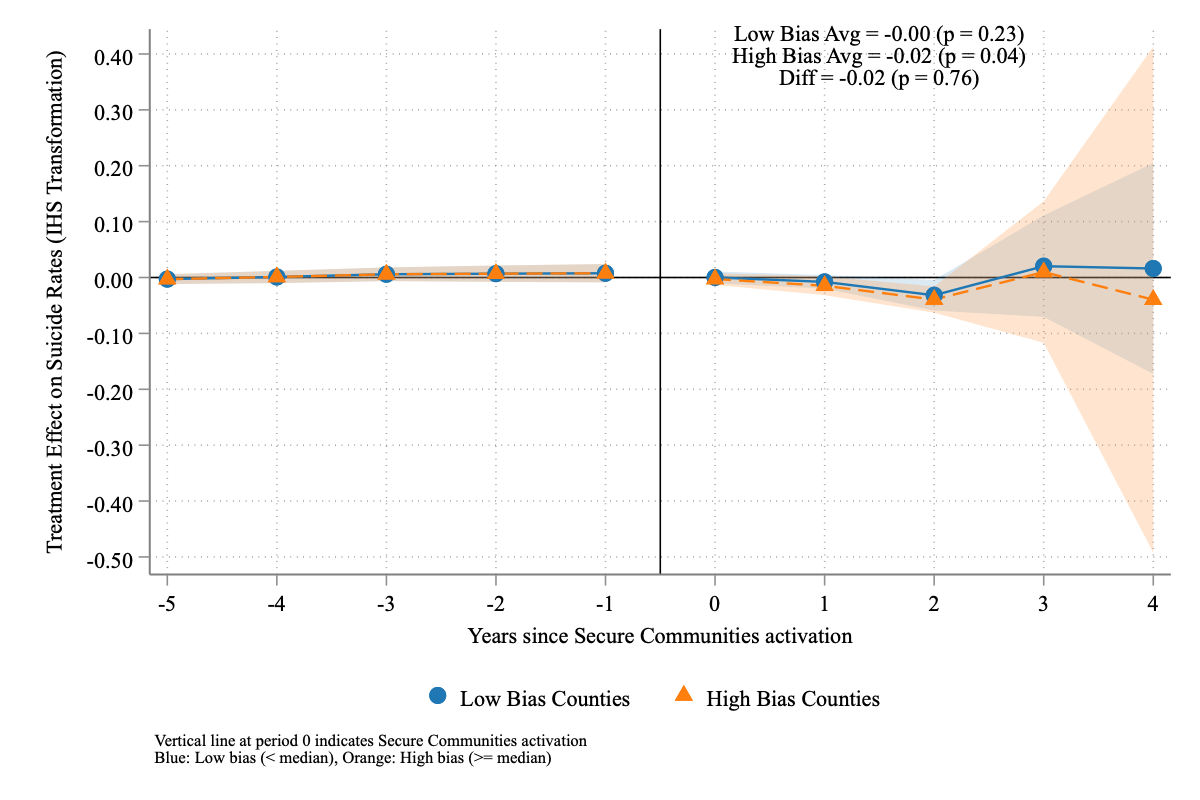 Low Bias Avg = -0.00 (p = 0.23)
High Bias Avg = -0.02 (p = 0.04)
Diff = -0.02 (p = 0.76)
Treatment Effect on Suicide Rates (IHS Transformation)
0.40
0.30
0.20
0.10
0.00
-0.10
-0.20
-0.30
-0.40
-0.50
-5 -4 -3 -2 -1 0 1 2 3 4
Years since Secure Communities activation
Low Bias Counties High Bias Counties
Vertical line at period 0 indicates Secure Communities activation
Blue: Low bias (< median), Orange: High bias (>= median)